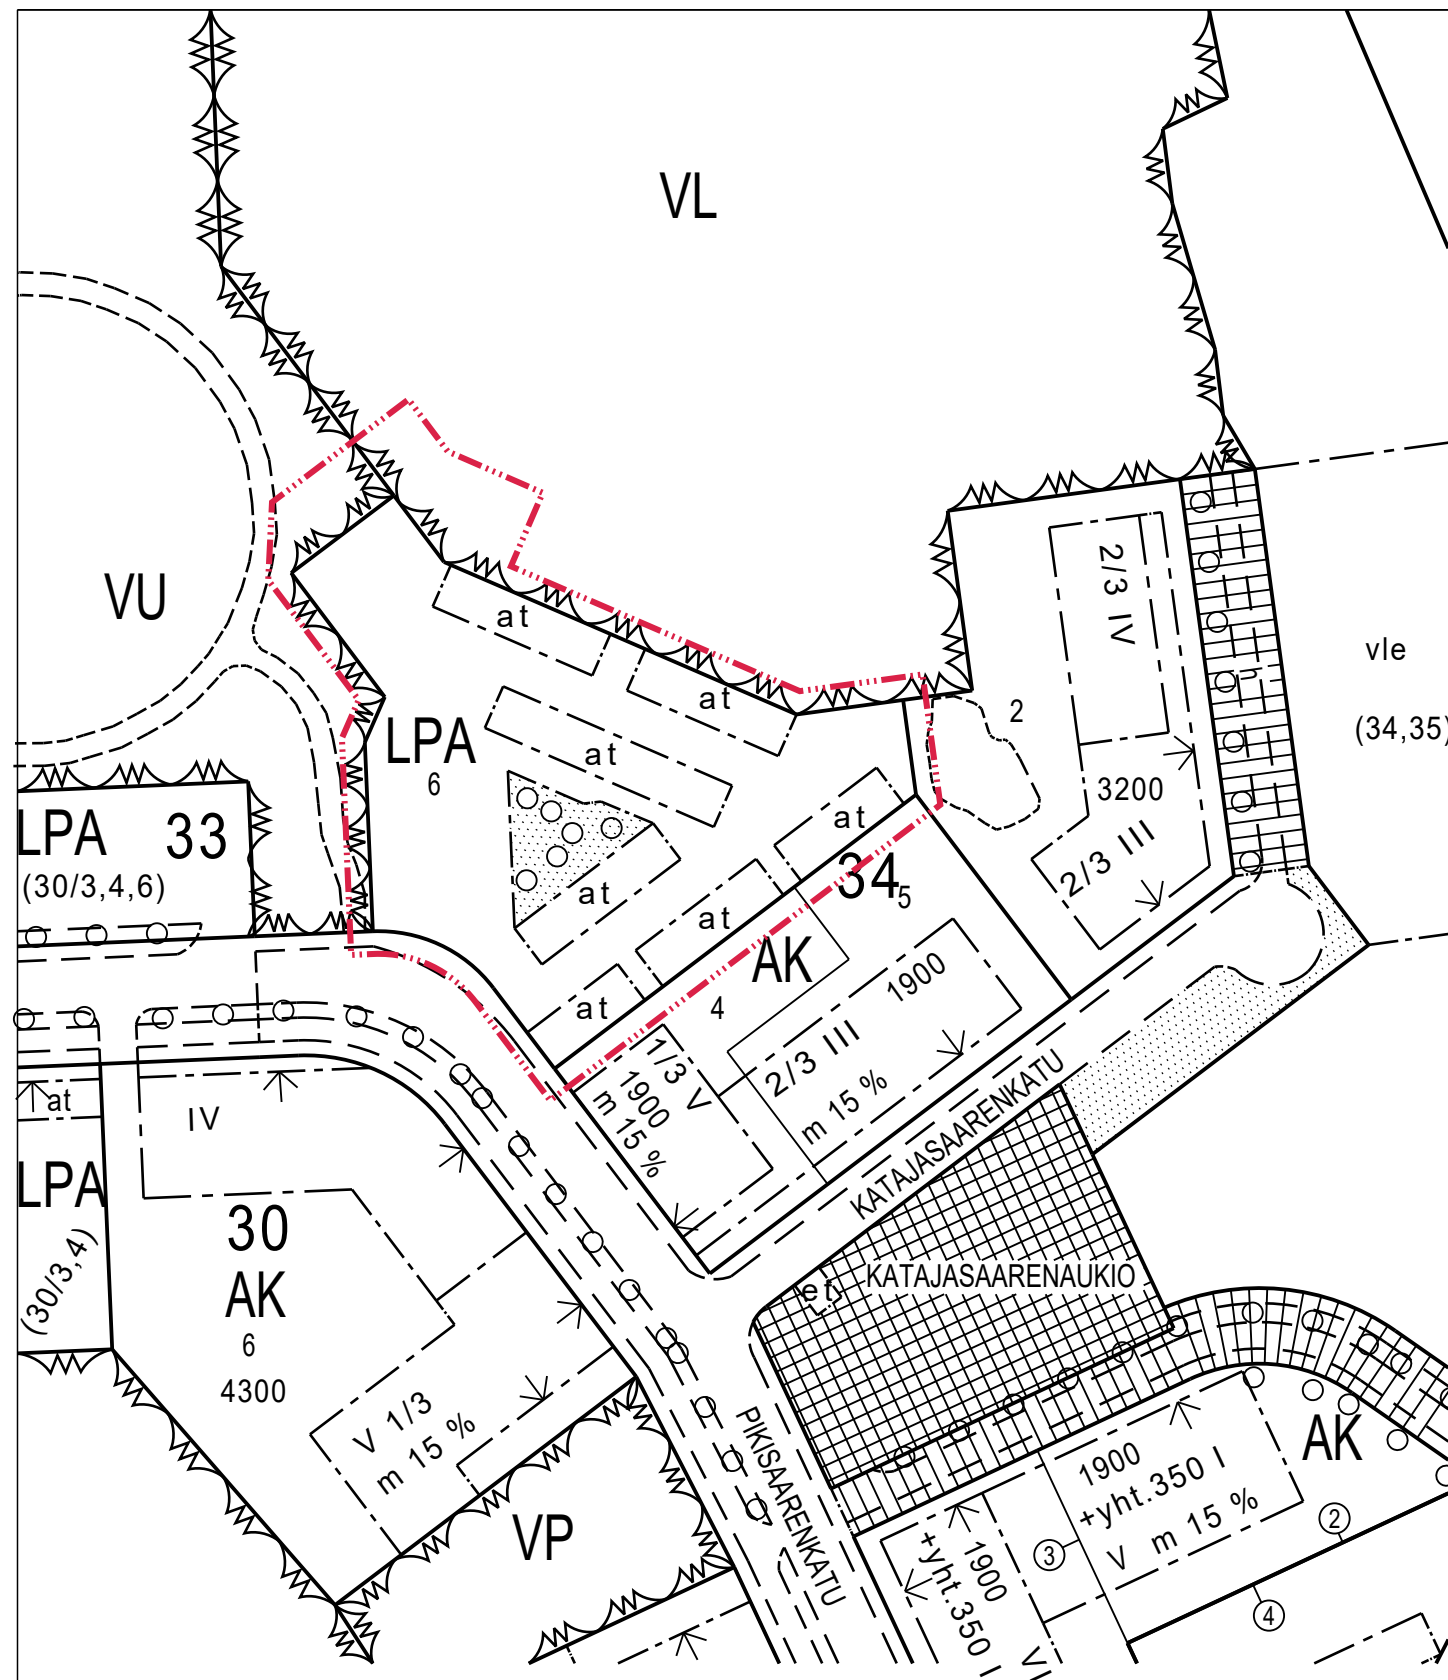 VL
VU
2/3 IV
h
vle
(34,35)
2
at
at
at
LPA
6
3200
2/3 III
at
LPA
33
(30/3,4,6)
34
5
at
at
AK
4
1900
2/3 III
m 15 %
at
1/3 V
1900
m 15 %
KATAJASAARENKATU
at
IV
LPA
(30/3,4)
30
AK
6
4300
et
KATAJASAARENAUKIO
V 1/3
m 15 %
PIKISAARENKATU
VP
AK
1900
+yht.350 I
V m 15 %
2
3
4
1900
+yht.350 I